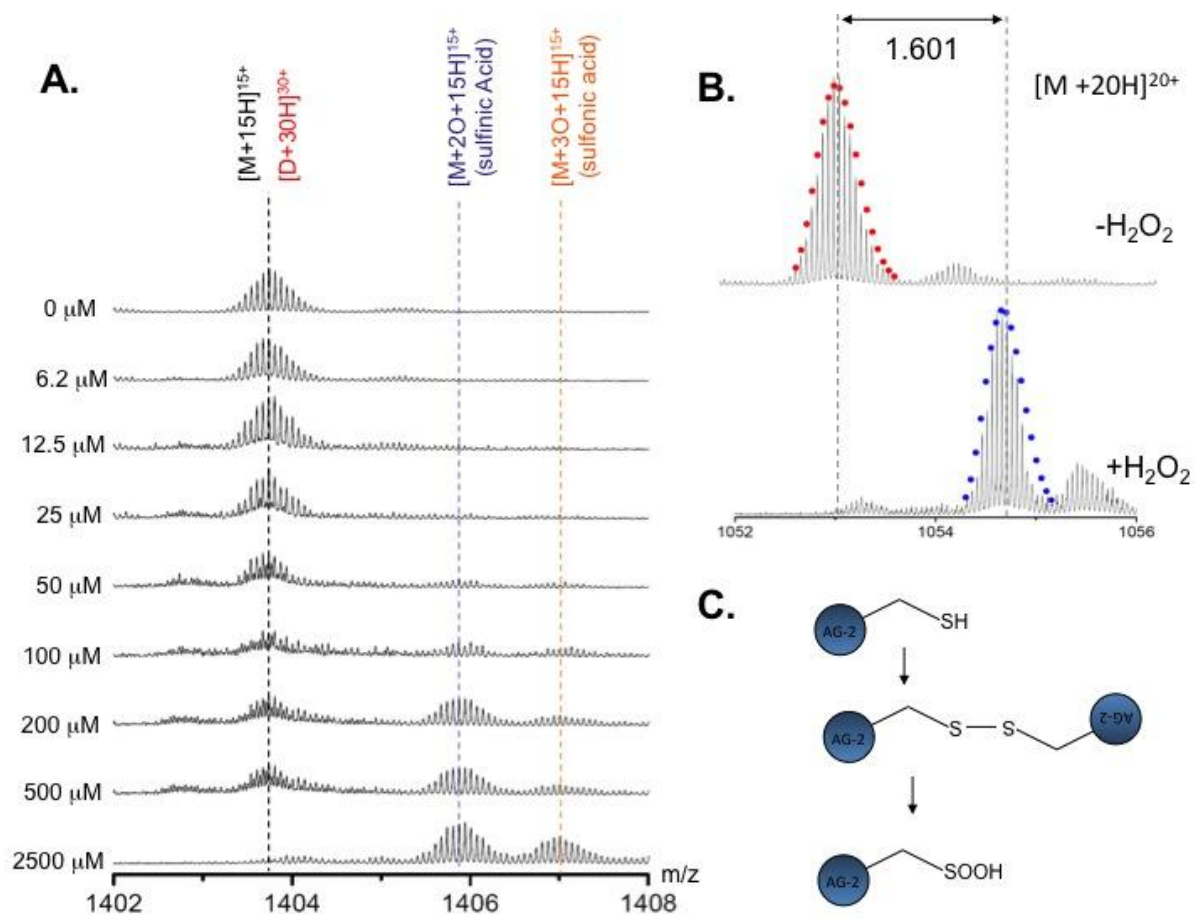 A.
[M+15H]15+
[D+30H]30+
[M+2O+15H]15+
(sulfinic Acid)
[M+3O+15H]15+
(sulfonic acid)
0 μM
6.2 μM
12.5 μM
25 μM
50 μM
100 μM
200 μM
500 μM
2500 μM
m/z
1402
1404
1406
1408
B.
1.601
[M +20H]20+
-H2O2
+H2O2
1052
1054
1056
C.
AG-2
SH
AG-2
S
S
AG-2
AG-2
SOOH